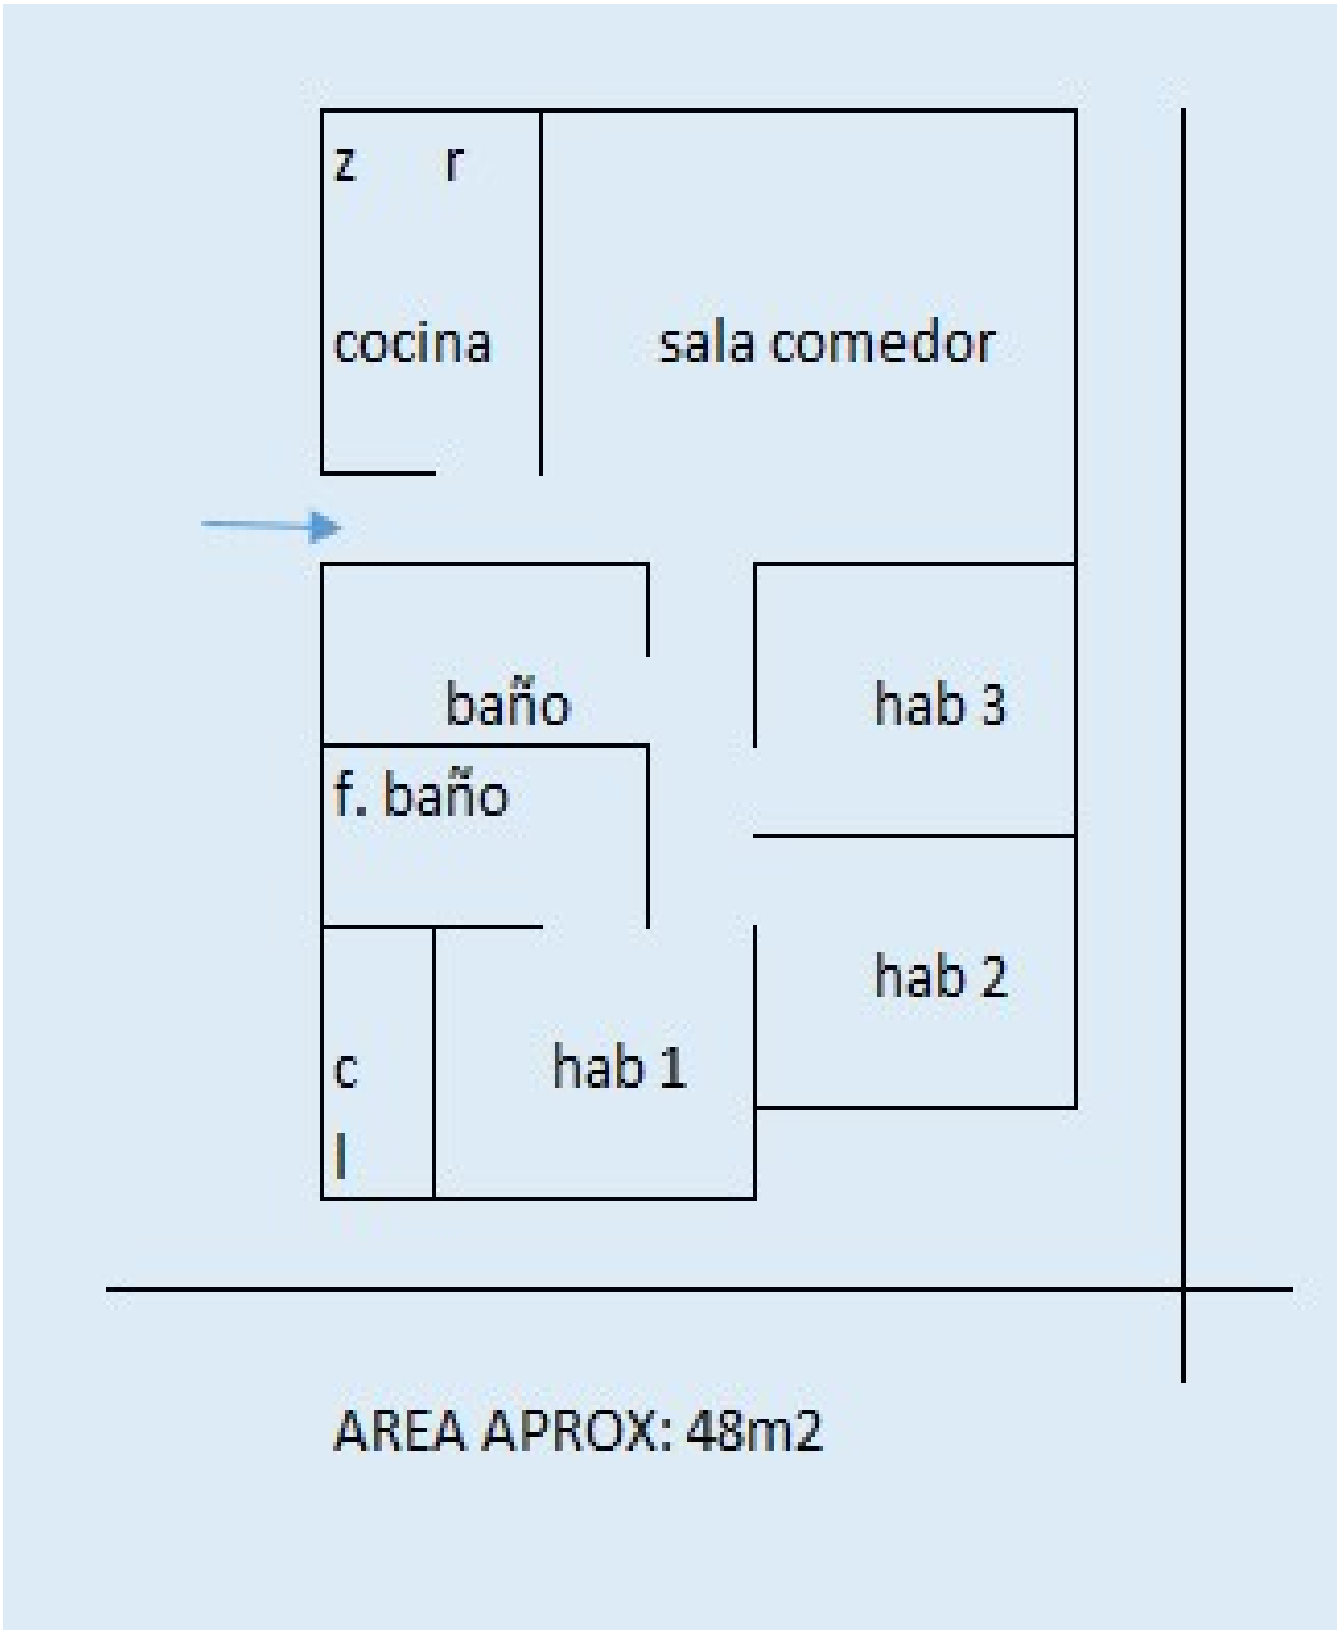 z r
cocina
sala comedor
baño
hab 3
f. baño
hab 2
c
l
hab 1
AREA APROX: 48m2